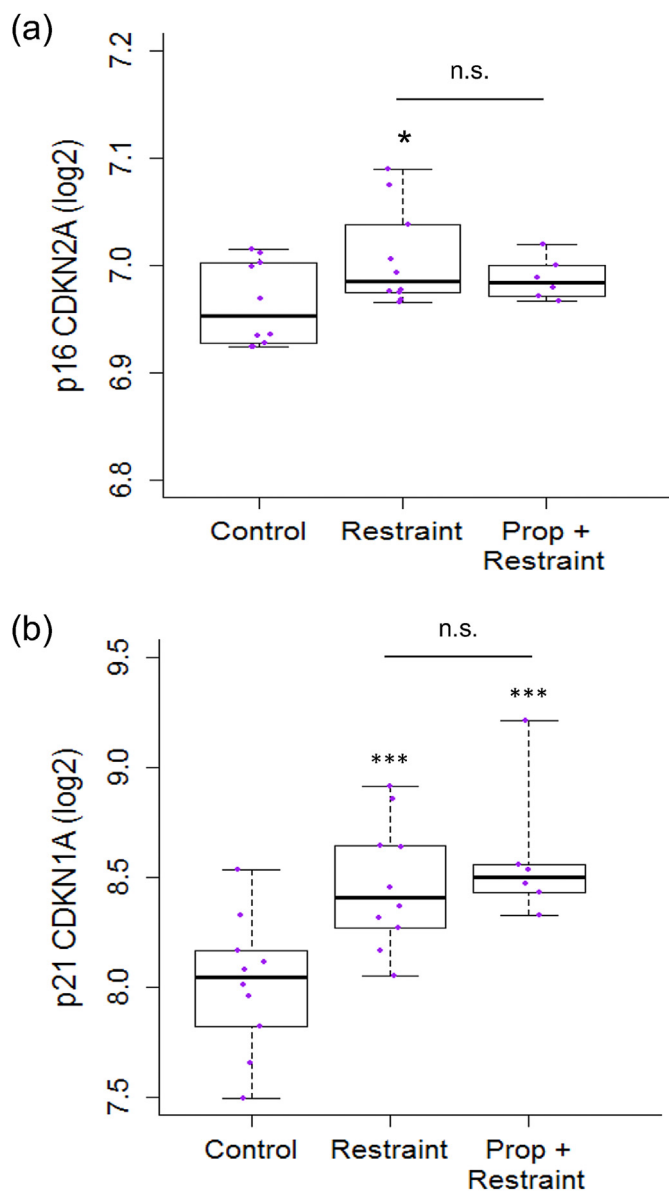 (a)
n.s.
*
p16 CDKN2A (log2)
7.2
7.1
7.0
6.9
6.8
Control
Restraint
Prop +
Restraint
(b)
n.s.
***
***
p21 CDKN1A (log2)
9.5
9.0
8.5
8.0
7.5
Control
Restraint
Prop +
Restraint